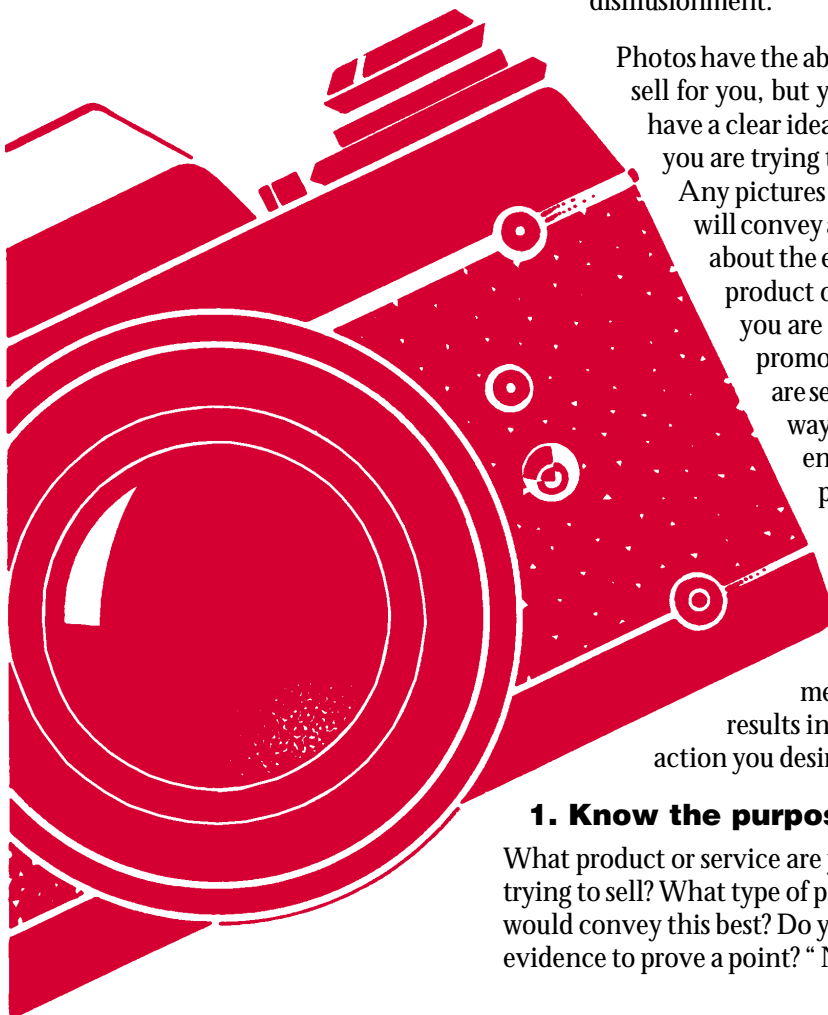 disillusionment.
Photos have the ab
sell for you, but y
have a clear idea
you are trying t
Any pictures
will convey a
about the e
product o
you are
promo
are se
way
en
p
me
results in
action you desir
1. Know the purpos
What product or service are y
trying to sell? What type of p
would convey this best? Do y
evidence to prove a point? “ N